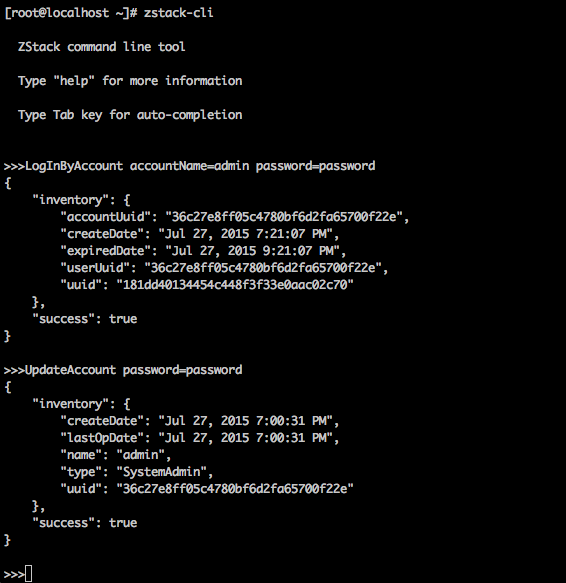 [root@localhost ~]# zstack-cli
ZStack command line tool
Type "help" for more information
Type Tab key for auto-completion
>>>LogInByAccount accountName=admin password=password
{
"inventory": {
"accountUuid": "36c27e8ff05c4780bf6d2fa65700f22e",
"createDate": "Jul 27, 2015 7:21:07 PM",
"expiredDate": "Jul 27, 2015 9:21:07 PM",
"userUuid": "36c27e8ff05c4780bf6d2fa65700f22e",
"uuid": "181dd40134454c448f3f33e0aac02c70"
},
"success": true
}
>>>UpdateAccount password=password
{
"inventory": {
"createDate": "Jul 27, 2015 7:00:31 PM",
"lastOpDate": "Jul 27, 2015 7:00:31 PM",
"name": "admin",
"type": "SystemAdmin",
"uuid": "36c27e8ff05c4780bf6d2fa65700f22e"
},
"success": true
}
>>>